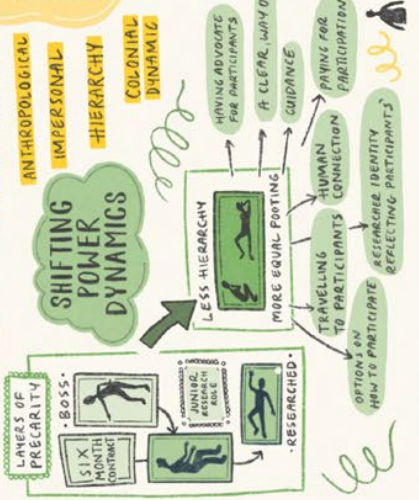 ANTHROPOLOGICAL
IMPERSONAL
HIERARCHY
COLONIAL
DYNAMIC
SHIFTING
POWER
DYNAMICS
LAYERS OF
PRECARITY
BOSS
SIX
MONTH
CONTRACT
JUNIOR
RESEARCH
ROLE
RESEARCHED
LESS HIERARCHY
MORE EQUAL FOOTING
HAVING ADVOCATE
FOR PARTICIPANTS
A CLEAR, WAY O
GUIDANCE
PAYING FOR
PARTICIPATION
HUMAN
CONNECTION
TRAVELLING
TO PARTICIPANTS
RESEARCHER IDENTITY
REFLECTING PARTICIPANTS'
OPTIONS ON
HOW TO PARTICIPATE